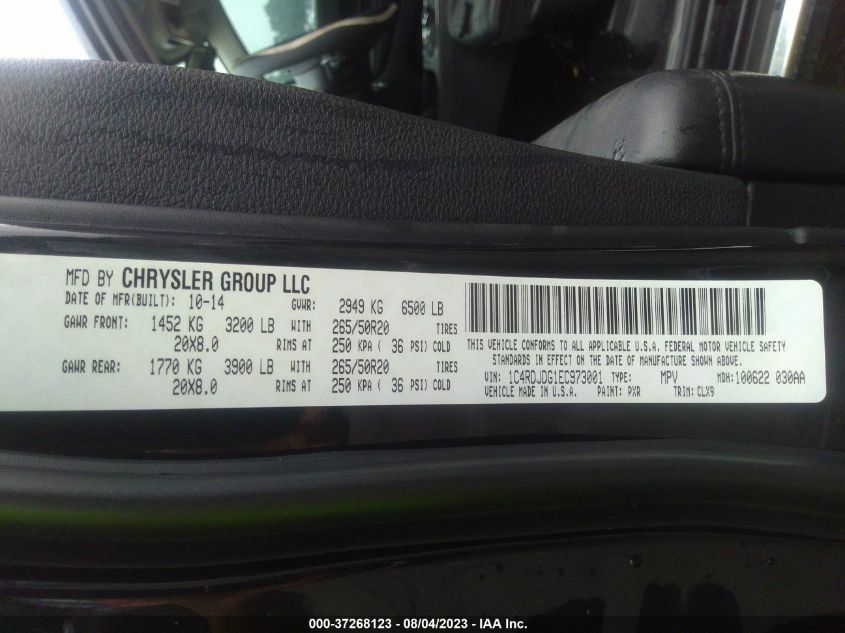 MFD BY CHRYSLER GROUP LLC
DATE OF MFR(BUILT): 10-14 GVWR: 2949 KG 6500 LB
GAWR FRONT: 1452 KG 3200 LB WITH 265/50R20 TIRES
20X8.0 RIMS AT 250 KPA ( 36 PSI) COLD
GAWR REAR: 1770 KG 3900 LB WITH 265/50R20 TIRES
20X8.0 RIMS AT 250 KPA ( 36 PSI) COLD
THIS VEHICLE CONFORMS TO ALL APPLICABLE U.S.A. FEDERAL MOTOR VEHICLE SAFETY
STANDARDS IN EFFECT ON THE DATE OF MANUFACTURE SHOWN ABOVE.
VIN: 1C4RDJDG1EC973001 TYPE: MPV MDH: 100622 030AA
VEHICLE MADE IN U.S.A. PAINT: PXR TRIM: CLX9
000-37268123 - 08/04/2023 - IAA Inc.